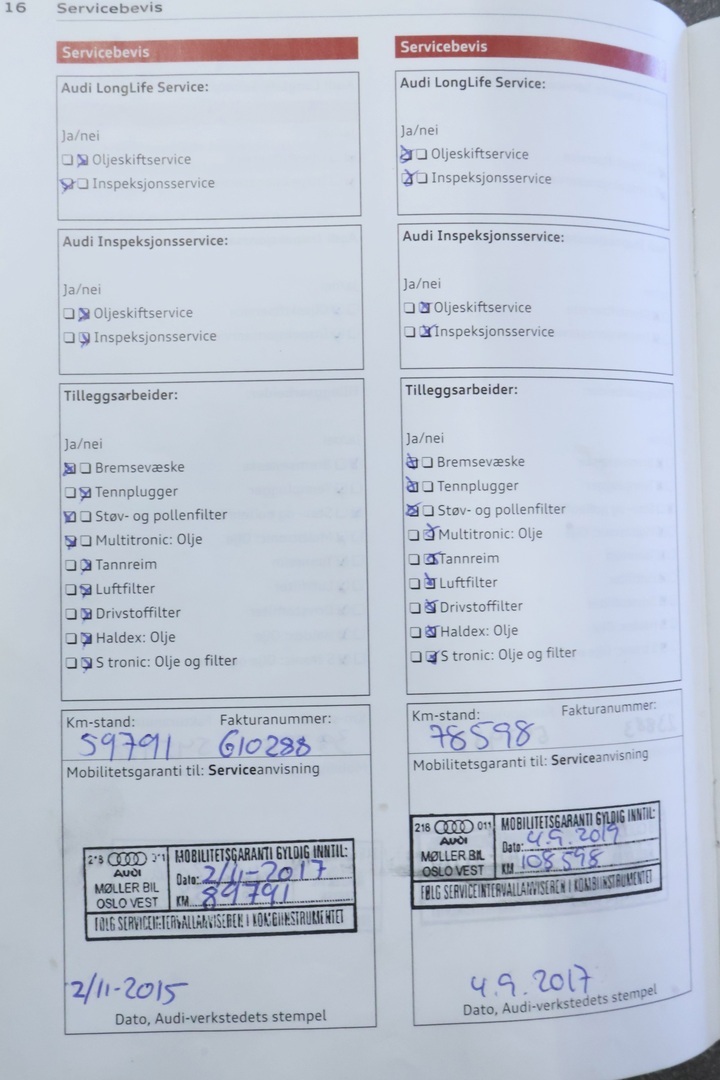 16 Servicebevis
Servicebevis
Audi LongLife Service:
Ja/nei
Oljeskiftservice
Inspeksjonsservice
Audi Inspeksjonsservice:
Ja/nei
Oljeskiftservice
Inspeksjonsservice
Tilleggsarbeider:
Ja/nei
Bremsevæske
Tennplugger
Støv- og pollenfilter
Multitronic: Olje
Tannreim
Luftfilter
Drivstoffilter
Haldex: Olje
S tronic: Olje og filter
Km-stand: Fakturanummer:
59791 610288
Mobilitetsgaranti til: Serviceanvisning
MOBILITETSGARANTI GYLDIG INNTIL:
AUDI
Dato: 2/11-2017
MØLLER BIL
OSLO VEST
KM 89791
FØLG SERVICEINTERVALLANVISEREN I KOMBIINSTRUMENTET
2/11-2015
Dato, Audi-verkstedets stempel
Servicebevis
Audi LongLife Service:
Ja/nei
Oljeskiftservice
Inspeksjonsservice
Audi Inspeksjonsservice:
Ja/nei
Oljeskiftservice
Inspeksjonsservice
Tilleggsarbeider:
Ja/nei
Bremsevæske
Tennplugger
Støv- og pollenfilter
Multitronic: Olje
Tannreim
Luftfilter
Drivstoffilter
Haldex: Olje
S tronic: Olje og filter
Km-stand: Fakturanummer:
78598
Mobilitetsgaranti til: Serviceanvisning
218 011 MOBILITETSGARANTI GYLDIG INNTIL:
AUDI
Dato: 4.9.2019
MØLLER BIL
OSLO VEST
KM 108598
FØLG SERVICEINTERVALLANVISEREN I KOMBIINSTRUMENTET
4.9.2017
Dato, Audi-verkstedets stempel